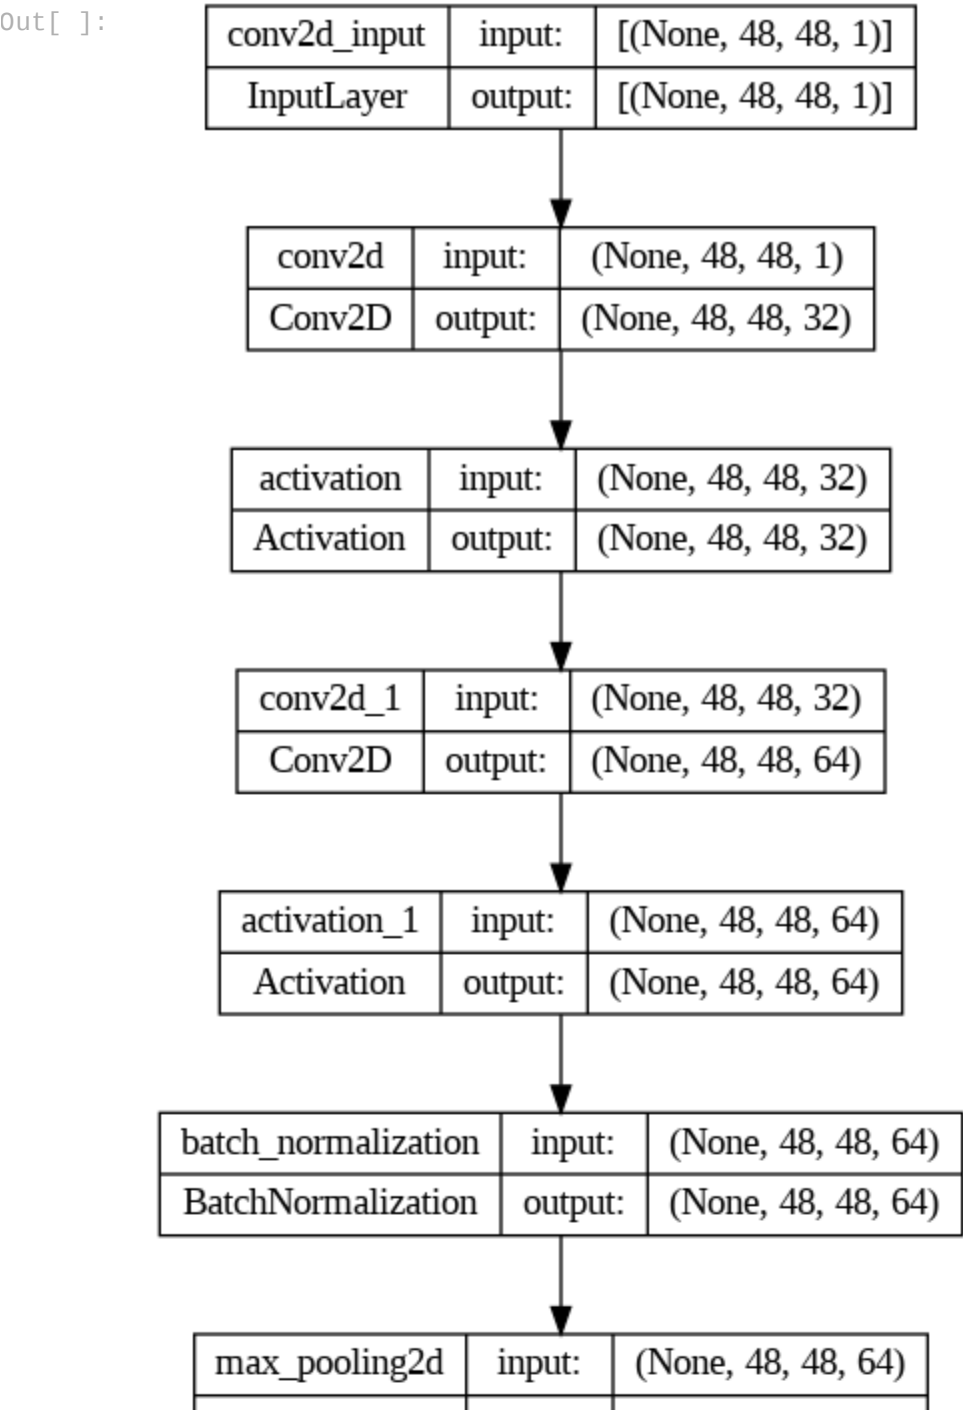 Out[ ]:
conv2d_input input: [(None, 48, 48, 1)]
InputLayer output: [(None, 48, 48, 1)]
conv2d input: (None, 48, 48, 1)
Conv2D output: (None, 48, 48, 32)
activation input: (None, 48, 48, 32)
Activation output: (None, 48, 48, 32)
conv2d_1 input: (None, 48, 48, 32)
Conv2D output: (None, 48, 48, 64)
activation_1 input: (None, 48, 48, 64)
Activation output: (None, 48, 48, 64)
batch_normalization input: (None, 48, 48, 64)
BatchNormalization output: (None, 48, 48, 64)
max_pooling2d input: (None, 48, 48, 64)